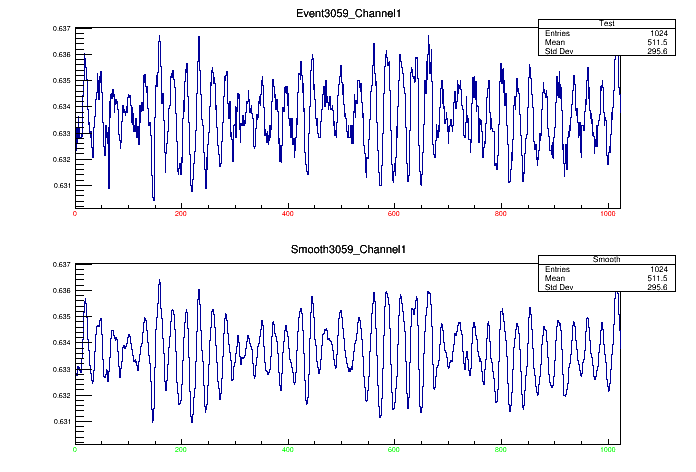 Event3059_Channel1
Test
Entries 1024
Mean 511.5
Std Dev 295.6
0.637
0.636
0.635
0.634
0.633
0.632
0.631
0 200 400 600 800 1000
Smooth3059_Channel1
Smooth
Entries 1024
Mean 511.5
Std Dev 295.6
0.637
0.636
0.635
0.634
0.633
0.632
0.631
0 200 400 600 800 1000